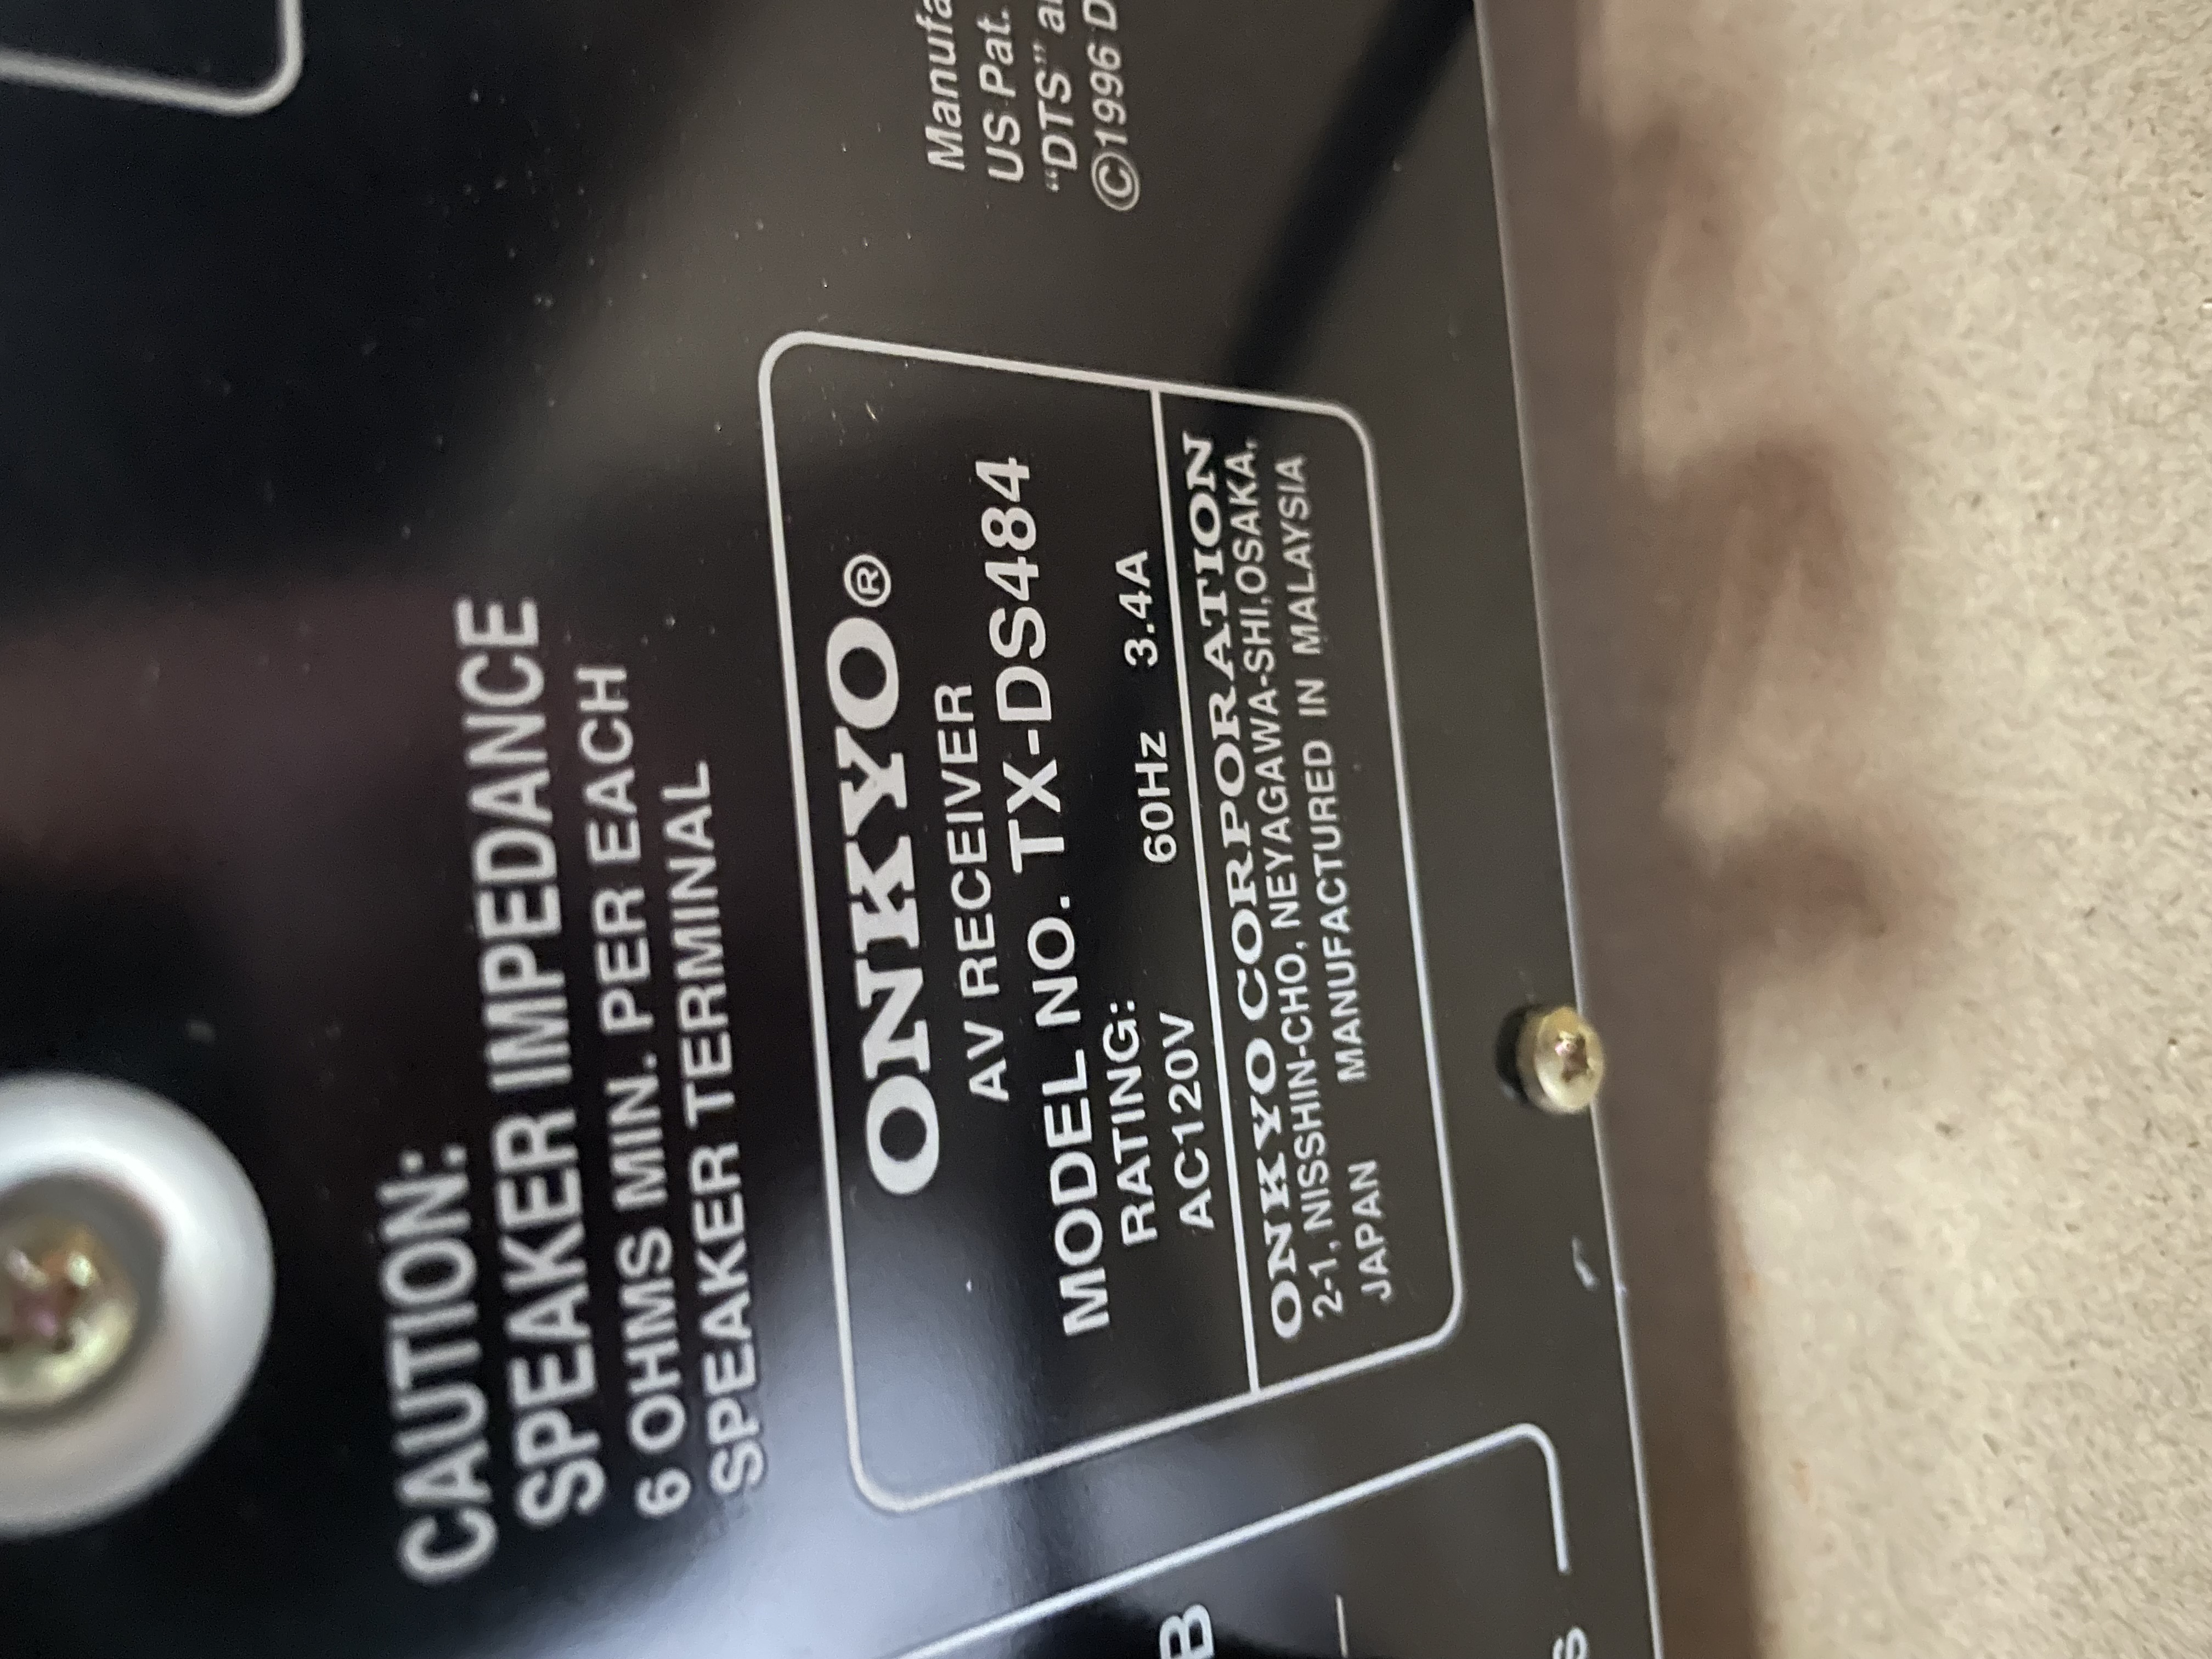 CAUTION:
SPEAKER IMPEDANCE
6 OHMS MIN. PER EACH
SPEAKER TERMINAL
ONKYO®
AV RECEIVER
MODEL NO. TX-DS484
RATING:
AC120V 60Hz 3.4A
ONKYO CORPORATION
2-1, NISSHIN-CHO, NEYAGAWA-SHI, OSAKA,
JAPAN MANUFACTURED IN MALAYSIA
US Pat.
"DTS"
©1996
B